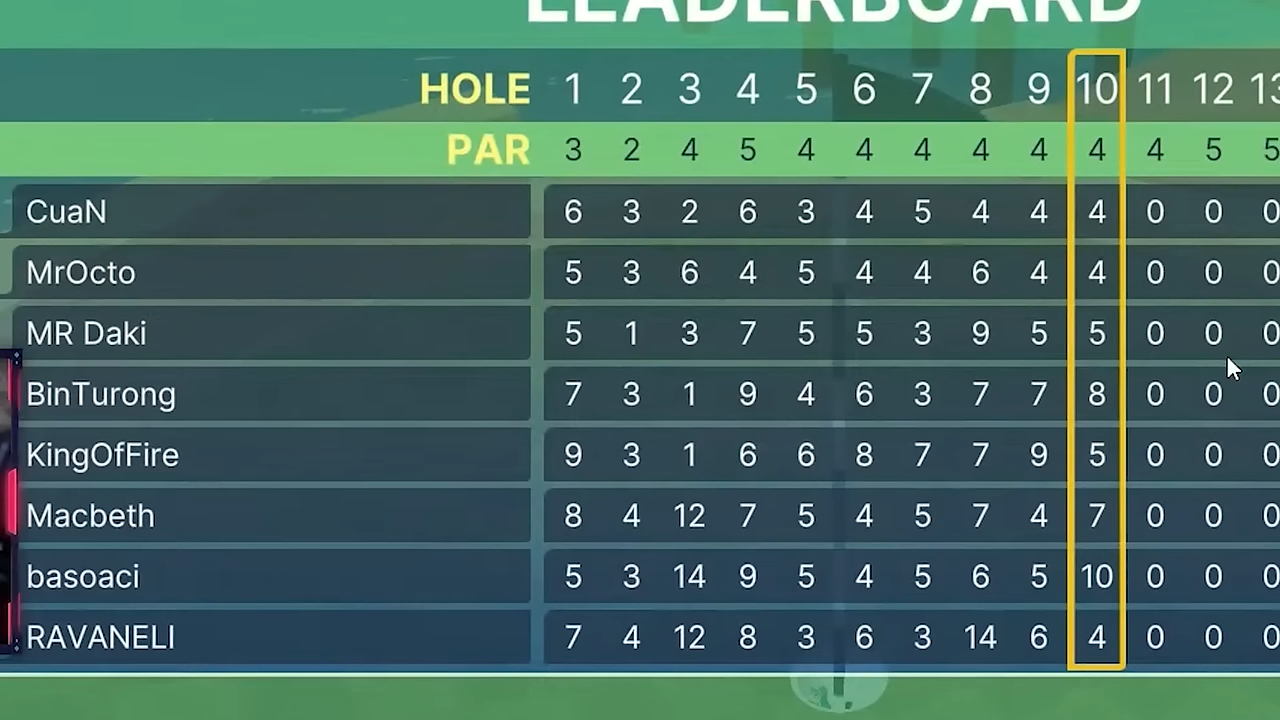 LEADERBOARD
HOLE 1 2 3 4 5 6 7 8 9 10 11 12 13
PAR 3 2 4 5 4 4 4 4 4 4 4 5 5
CuaN 6 3 2 6 3 4 5 4 4 4 0 0 0
MrOcto 5 3 6 4 5 4 4 6 4 4 0 0 0
MR Daki 5 1 3 7 5 5 3 9 5 5 0 0 0
BinTurong 7 3 1 9 4 6 3 7 7 8 0 0 0
KingOfFire 9 3 1 6 6 8 7 7 9 5 0 0 0
Macbeth 8 4 12 7 5 4 5 7 4 7 0 0 0
basoaci 5 3 14 9 5 4 5 6 5 10 0 0 0
RAVANELI 7 4 12 8 3 6 3 14 6 4 0 0 0